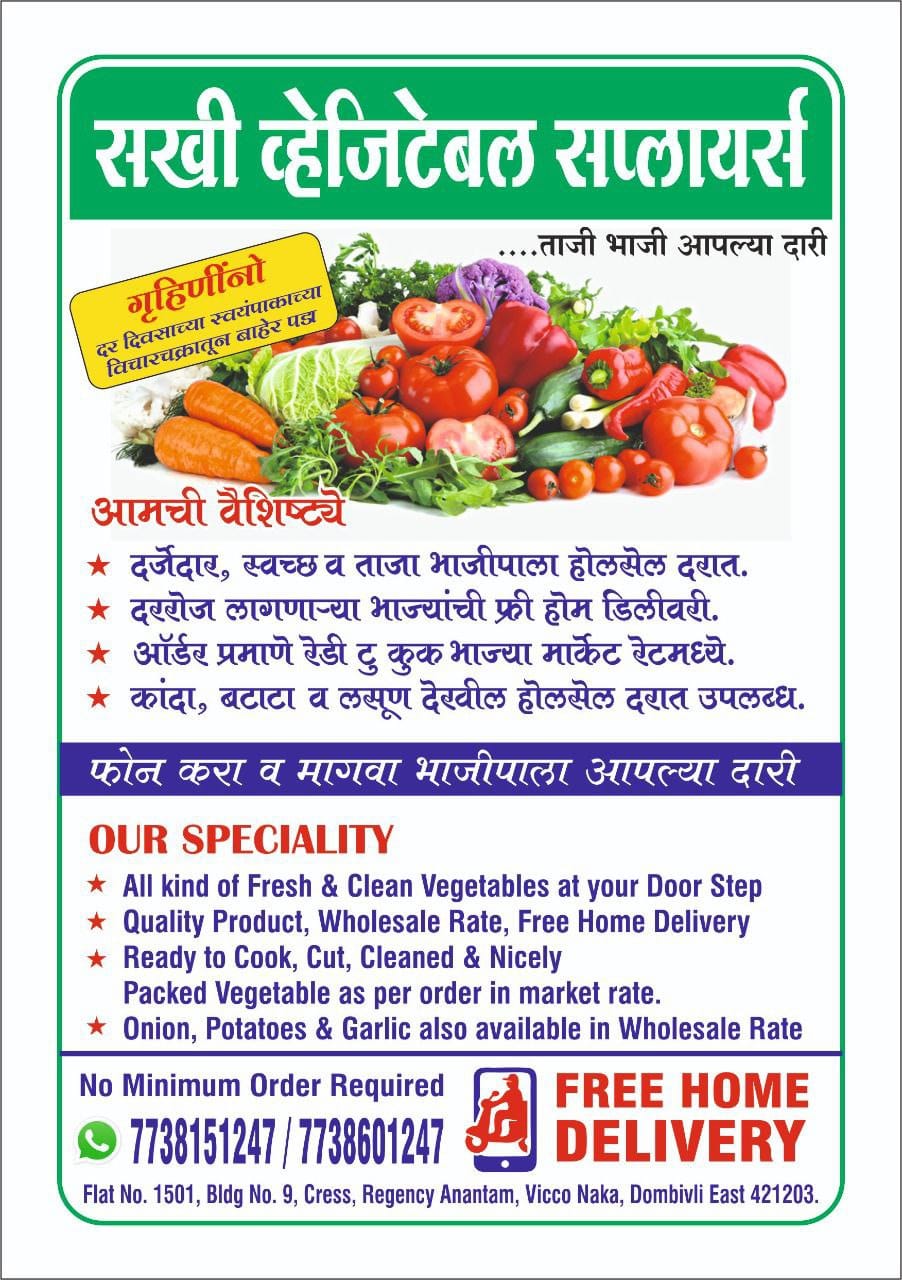 सखी व्हेजिटेबल सप्लायर्स
....ताजी भाजी आपल्या दारी
गृहिणींनो
दर दिवसाच्या स्वयंपाकाच्या
विचारचक्रातून बाहेर पडा
आमची वैशिष्ट्ये
★ दर्जेदार, स्वच्छ व ताजा भाजीपाला होलसेल दरात.
★ दररोज लागणाऱ्या भाज्यांची फ्री होम डिलीवरी.
★ ऑर्डर प्रमाणे रेडी टु कुक भाज्या मार्केट रेटमध्ये.
★ कांदा, बटाटा व लसूण देखील होलसेल दरात उपलब्ध.
फोन करा व मागवा भाजीपाला आपल्या दारी
OUR SPECIALITY
★ All kind of Fresh & Clean Vegetables at your Door Step
★ Quality Product, Wholesale Rate, Free Home Delivery
★ Ready to Cook, Cut, Cleaned & Nicely
Packed Vegetable as per order in market rate.
★ Onion, Potatoes & Garlic also available in Wholesale Rate
No Minimum Order Required
7738151247 / 7738601247
FREE HOME
DELIVERY
Flat No. 1501, Bldg No. 9, Cress, Regency Anantam, Vicco Naka, Dombivli East 421203.